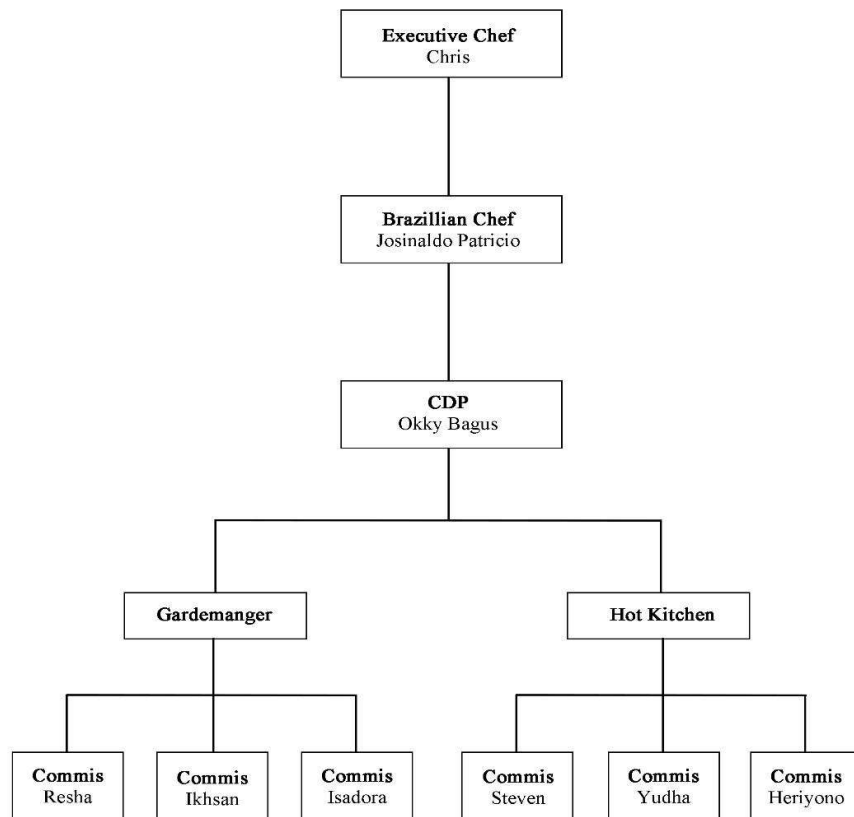 Executive Chef
Chris
Brazillian Chef
Josinaldo Patricio
CDP
Okky Bagus
Gardemanger
Hot Kitchen
Commis
Resha
Commis
Ikhsan
Commis
Isadora
Commis
Steven
Commis
Yudha
Commis
Heriyono